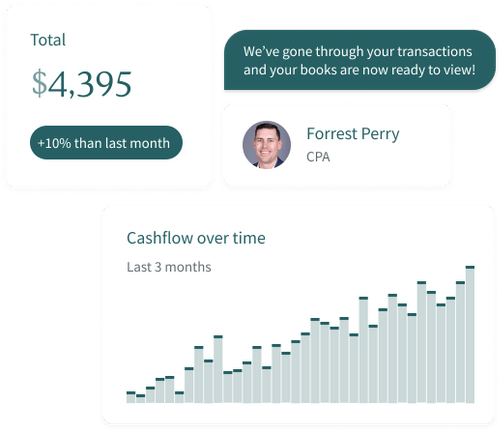 Total
$4,395
+10% than last month
We've gone through your transactions
and your books are now ready to view!
Forrest Perry
CPA
Cashflow over time
Last 3 months